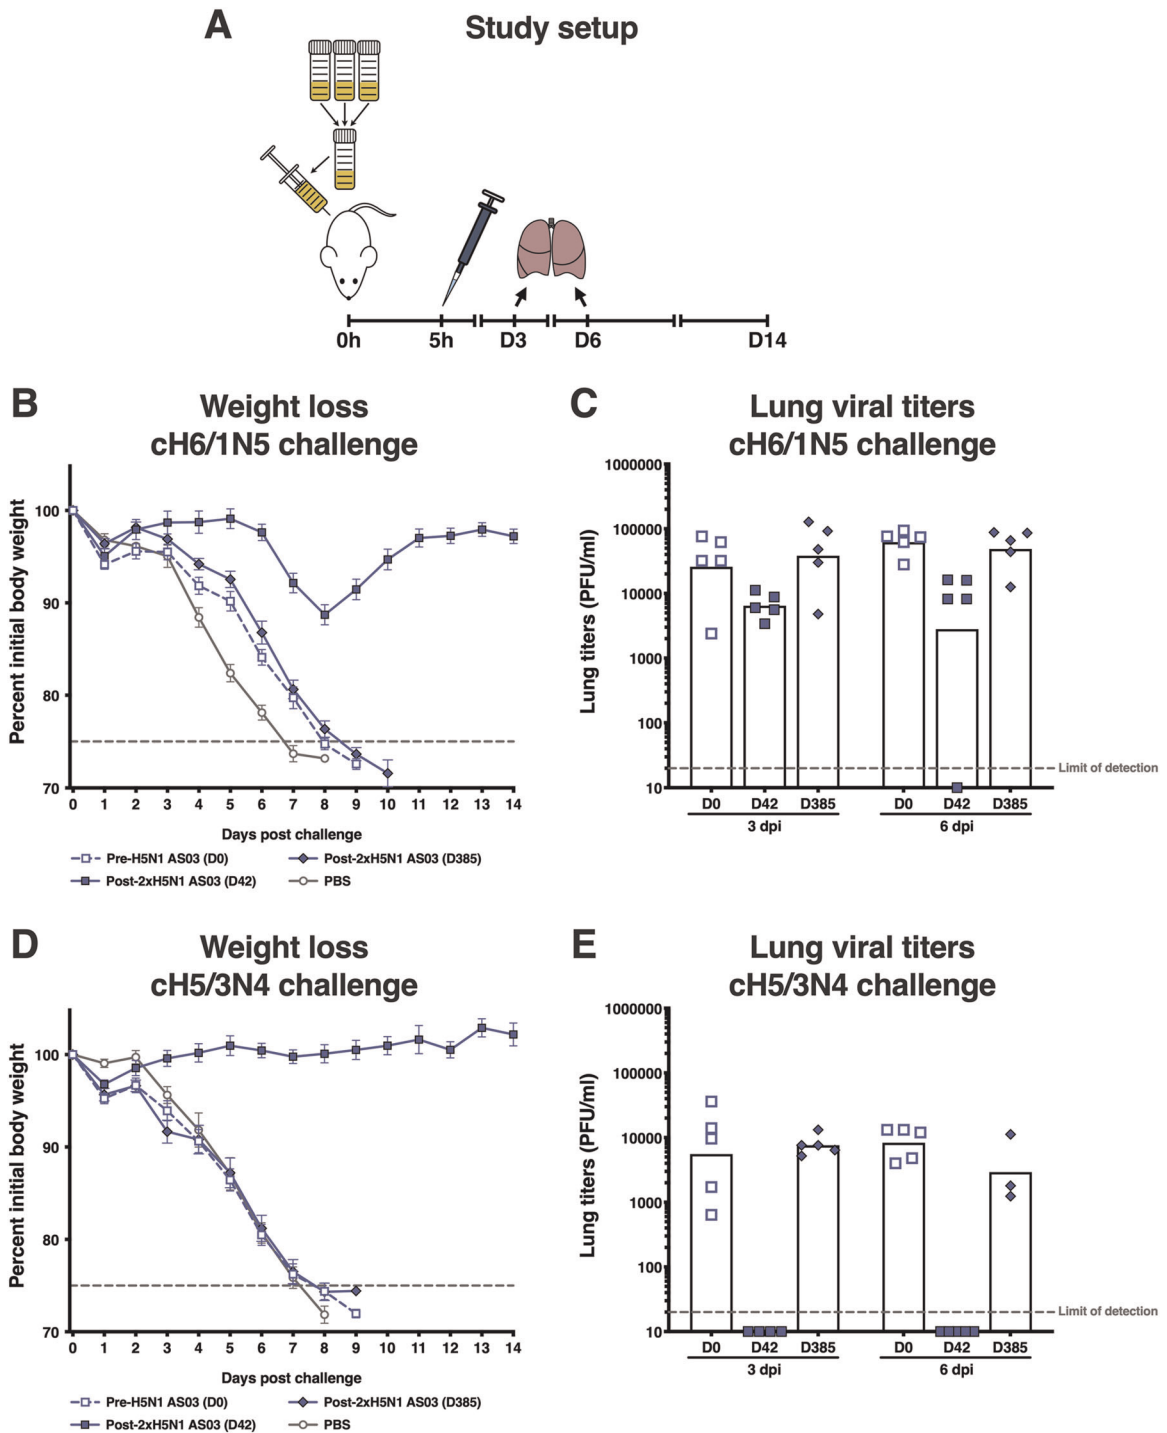 A
Study setup
0h
5h
D3
D6
D14
B
Weight loss
cH6/1N5 challenge
Percent initial body weight
100
90
80
70
0 1 2 3 4 5 6 7 8 9 10 11 12 13 14
Days post challenge
Pre-H5N1 AS03 (D0)
Post-2xH5N1 AS03 (D385)
Post-2xH5N1 AS03 (D42)
PBS
C
Lung viral titers
cH6/1N5 challenge
Lung titers (PFU/ml)
1000000
100000
10000
1000
100
10
Limit of detection
D0 D42 D385 D0 D42 D385
3 dpi 6 dpi
D
Weight loss
cH5/3N4 challenge
Percent initial body weight
100
90
80
70
0 1 2 3 4 5 6 7 8 9 10 11 12 13 14
Days post challenge
Pre-H5N1 AS03 (D0)
Post-2xH5N1 AS03 (D385)
Post-2xH5N1 AS03 (D42)
PBS
E
Lung viral titers
cH5/3N4 challenge
Lung titers (PFU/ml)
1000000
100000
10000
1000
100
10
Limit of detection
D0 D42 D385 D0 D42 D385
3 dpi 6 dpi